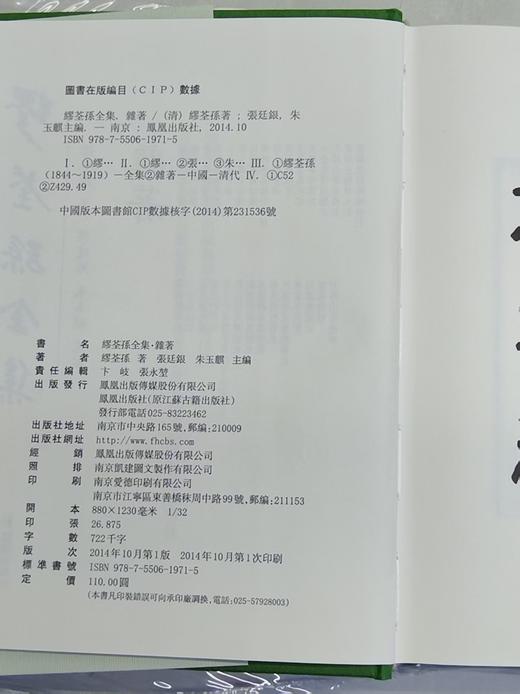 圖書在版編目（CIP）數據
繆荃孫全集. 雜著 /（清）繆荃孫著；張廷銀，朱
玉麒主編. — 南京：鳳凰出版社，2014.10
ISBN 978-7-5506-1971-5
Ⅰ. ①繆… Ⅱ. ①繆… ②張… ③朱… Ⅲ. ①繆荃孫
（1844～1919）－全集②雜著－中國－清代 Ⅳ. ①C52
②Z429.49
中國版本圖書館CIP數據核字(2014)第231536號
書名 繆荃孫全集·雜著
著者 繆荃孫 著 張廷銀 朱玉麒 主編
責任編輯 卞岐 張永堃
出版發行 鳳凰出版傳媒股份有限公司
鳳凰出版社(原江蘇古籍出版社)
發行部電話025-83223462
出版社地址 南京市中央路165號,郵編:210009
出版社網址 http://www.fhcbs.com
經銷 鳳凰出版傳媒股份有限公司
照排 南京凱建圖文製作有限公司
印刷 南京愛德印刷有限公司
南京市江寧區東善橋秣周中路99號,郵編:211153
開本 880×1230毫米 1/32
印張 26.875
字數 722千字
版次 2014年10月第1版 2014年10月第1次印刷
標準書號 ISBN 978-7-5506-1971-5
定價 110.00圓
(本書凡印裝錯誤可向承印廠調換,電話:025-57928003)